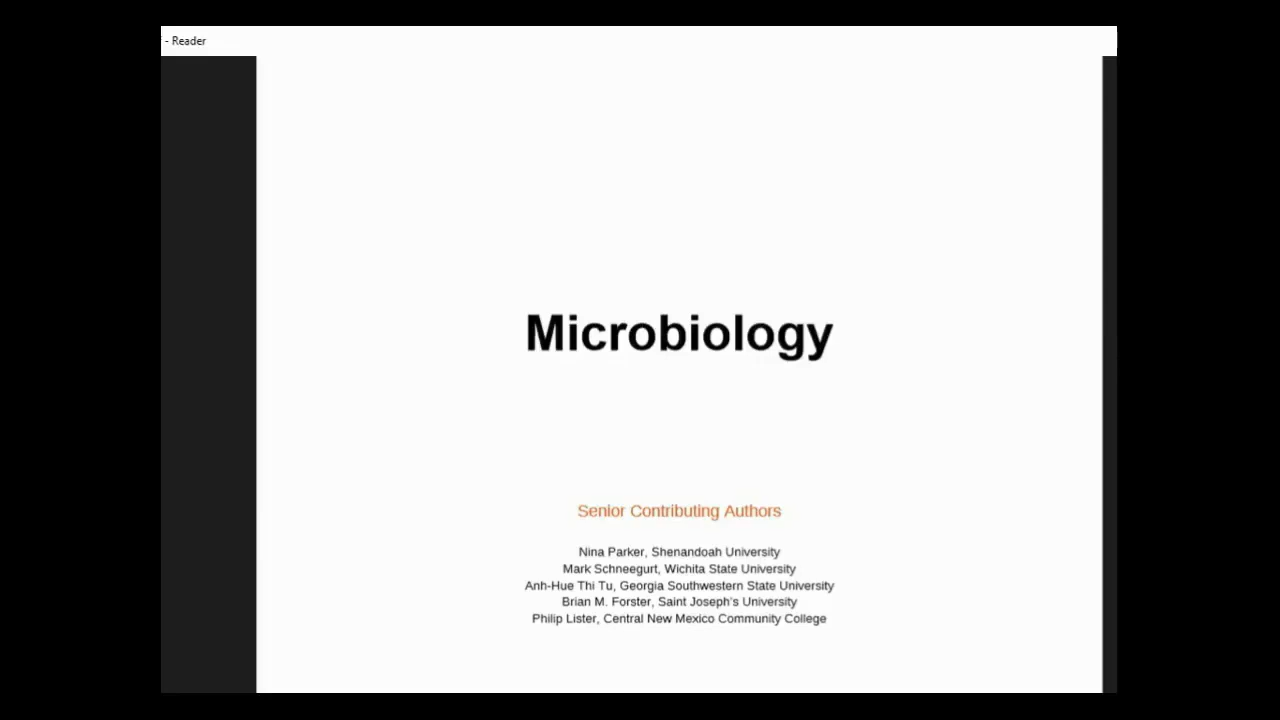 - Reader
Microbiology
Senior Contributing Authors
Nina Parker, Shenandoah University
Mark Schneegurt, Wichita State University
Anh-Hue Thi Tu, Georgia Southwestern State University
Brian M. Forster, Saint Joseph's University
Philip Lister, Central New Mexico Community College